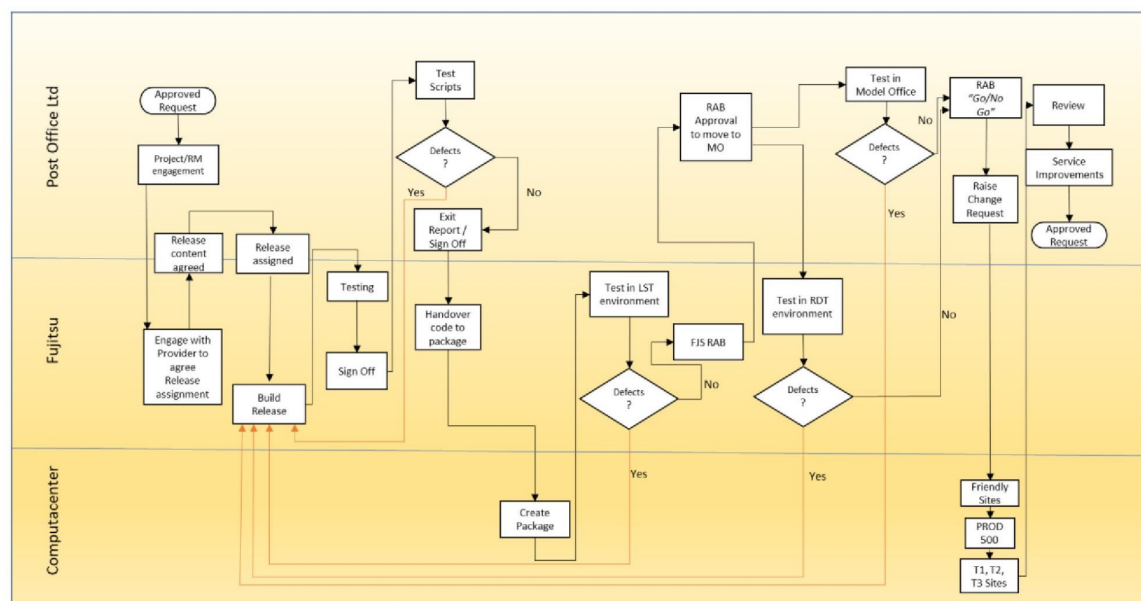 Post Office Ltd
Approved
Request
Project/RM
engagement
Release
content
agreed
Release
assigned
Test
Scripts
Defects
?
Yes
No
Exit
Report /
Sign Off
RAB
Approval
to move to
MO
Test in
Model Office
Defects
?
No
Yes
RAB
"Go/No
Go"
Raise
Change
Request
Review
Service
Improvements
Approved
Request
Fujitsu
Engage with
Provider to
agree
Release
assignment
Build
Release
Testing
Sign Off
Handover
code to
package
Test in LST
environment
Defects
?
No
Yes
FJS RAB
Test in RDT
environment
Defects
?
No
Yes
Computacenter
Create
Package
Friendly
Sites
PROD
500
T1, T2,
T3 Sites